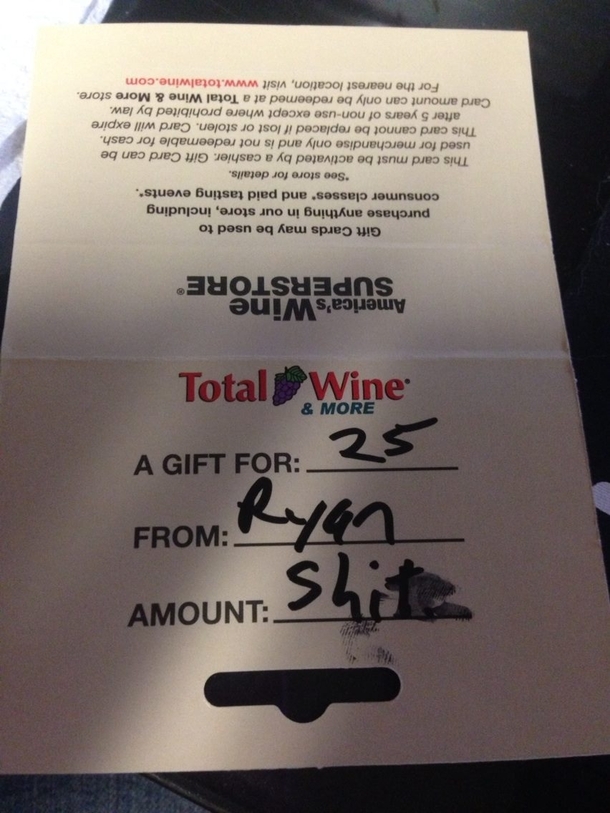 For the nearest location, visit www.totalwine.com
Card amount can only be redeemed at a Total Wine & More store.
after 5 years of non-use except where prohibited by law.
This card cannot be replaced if lost or stolen. Card will expire
used for merchandise only and is not redeemable for cash.
This card must be activated by a cashier. Gift Card can be
*See store for details.
consumer classes* and paid tasting events*.
purchase anything in our store, including
Gift Cards may be used to
SUPERSTORE®
America's Wine
Total Wine
& MORE
A GIFT FOR: 25
FROM: Ryan
AMOUNT: Shit